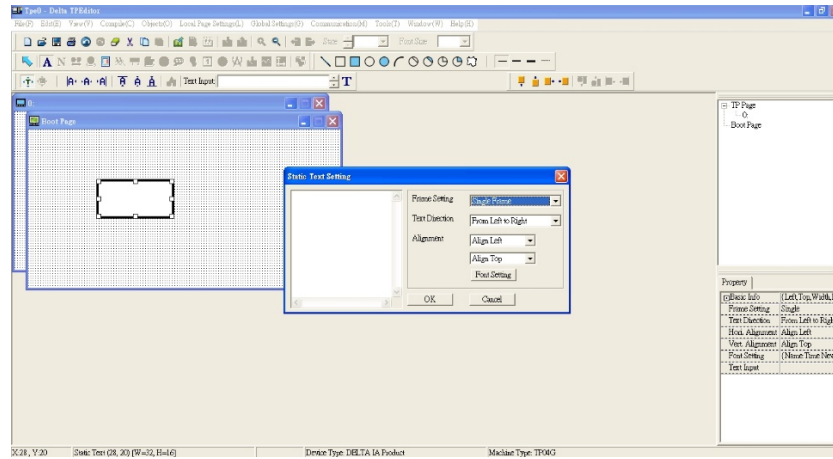 Tpe0 - Delta TPEditor
File(F) Edit(E) View(V) Compile(C) Objects(O) Local Page Settings(L) Global Settings(G) Communication(M) Tools(T) Window(W) Help(H)
Font Size
Text Input
0:
Boot Page
Static Text Setting
Frame Setting Single Frame
Text Direction From Left to Right
Alignment Align Left
Align Top
Font Setting
OK Cancel
TP Page
0:
Boot Page
Property
Basic Info (Left,Top,Width,
Frame Setting Single
Text Direction From Left to Righ
Hori. Alignment Align Left
Vert. Alignment Align Top
Font Setting (Name:Time New
Text Input
X:28 , Y:20 Static Text (28, 20) [W=32, H=16] Device Type: DELTA IA Product Machine Type: TP04G